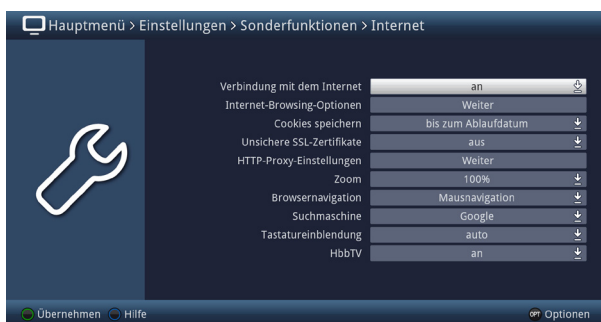 Hauptmenü > Einstellungen > Sonderfunktionen > Internet
Verbindung mit dem Internet an
Internet-Browsing-Optionen Weiter
Cookies speichern bis zum Ablaufdatum
Unsichere SSL-Zertifikate aus
HTTP-Proxy-Einstellungen Weiter
Zoom 100%
Browsernavigation Mausnavigation
Suchmaschine Google
Tastatureinblendung auto
HbbTV an
Übernehmen Hilfe OPT Optionen